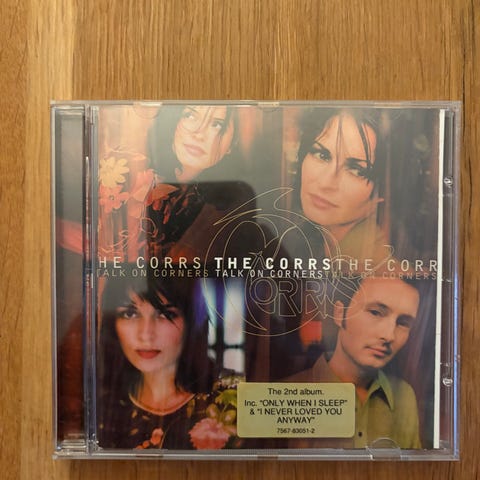 HE CORRS THE CORRS THE CORR
TALK ON CORNERS TALK ON CORNERS TALK ON CORNERS
CORRS
The 2nd album.
Inc. "ONLY WHEN I SLEEP"
& "I NEVER LOVED YOU
ANYWAY"
7567-83051-2